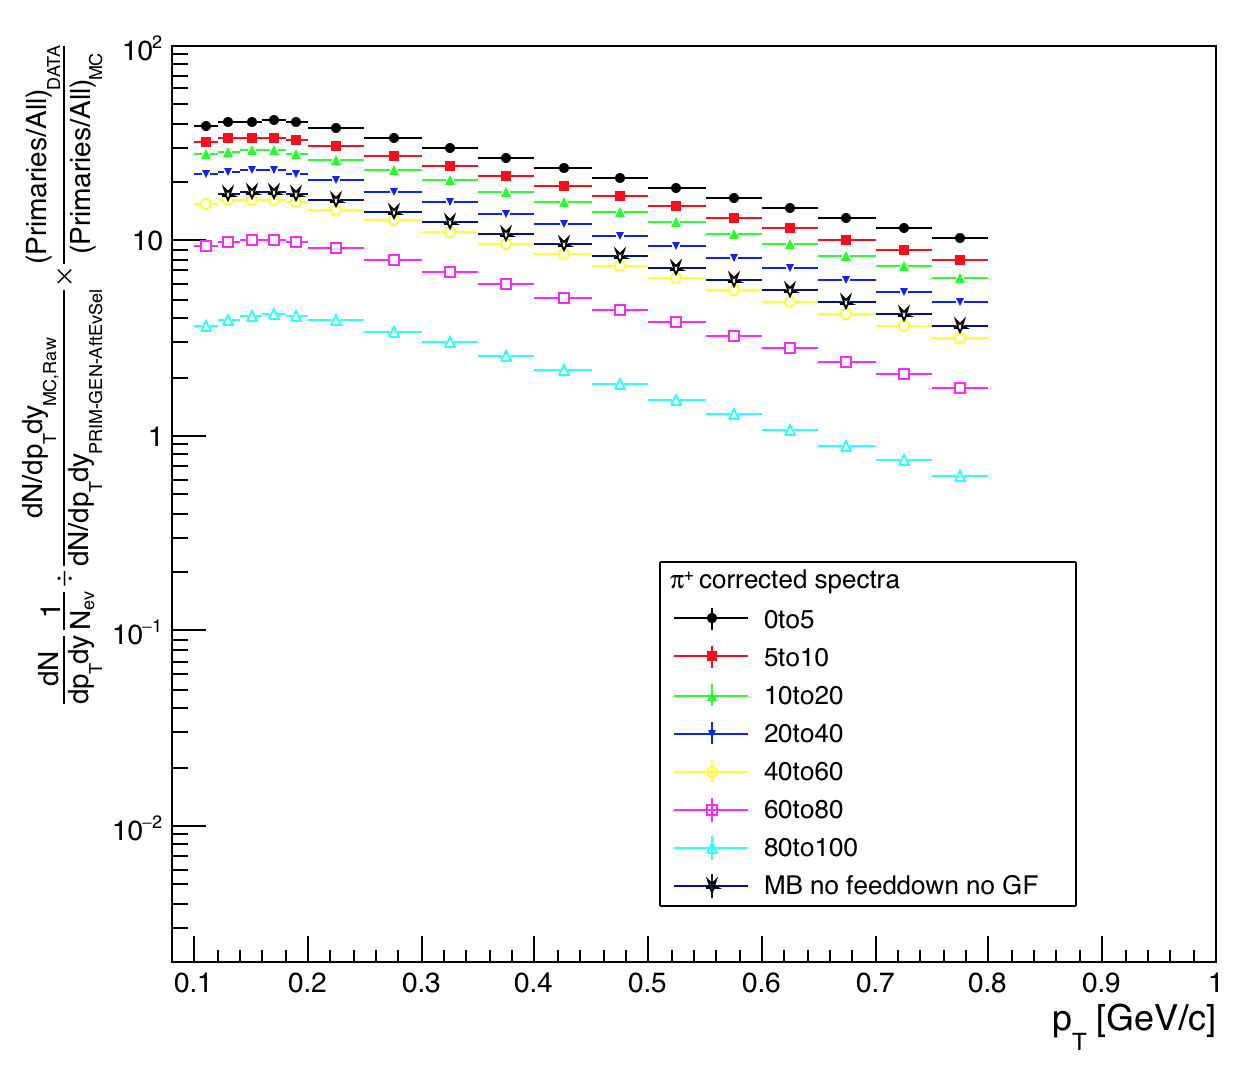 dN/dp_T dy 1/N_ev ÷ dN/dp_T dy_MC,Raw / dN/dp_T dy_PRIM-GEN-AftEvSel × (Primaries/All)_DATA / (Primaries/All)_MC
10²
10
1
10⁻¹
10⁻²
π⁺ corrected spectra
0to5
5to10
10to20
20to40
40to60
60to80
80to100
MB no feeddown no GF
0.1 0.2 0.3 0.4 0.5 0.6 0.7 0.8 0.9 1
p_T [GeV/c]